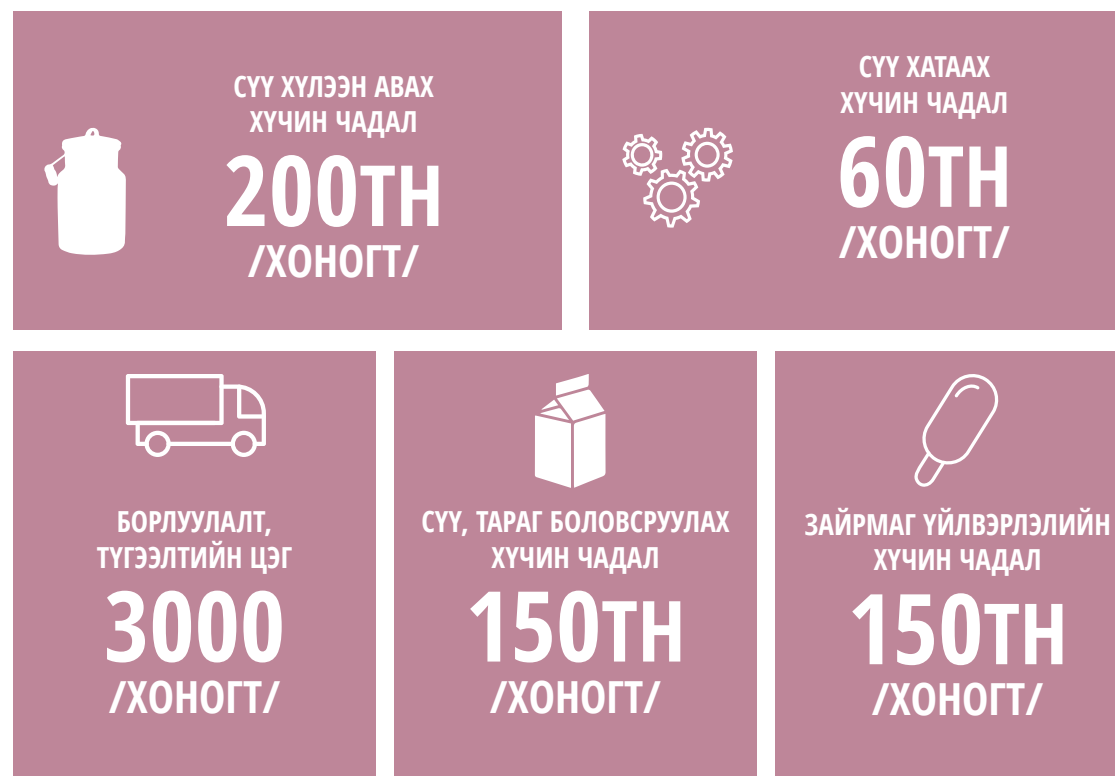 СҮҮ ХҮЛЭЭН АВАХ
ХҮЧИН ЧАДАЛ
200ТН
/ХОНОГТ/
СҮҮ ХАТААХ
ХҮЧИН ЧАДАЛ
60ТН
/ХОНОГТ/
БОРЛУУЛАЛТ,
ТҮГЭЭЛТИЙН ЦЭГ
3000
/ХОНОГТ/
СҮҮ, ТАРАГ БОЛОВСРУУЛАХ
ХҮЧИН ЧАДАЛ
150ТН
/ХОНОГТ/
ЗАЙРМАГ ҮЙЛВЭРЛЭЛИЙН
ХҮЧИН ЧАДАЛ
150ТН
/ХОНОГТ/